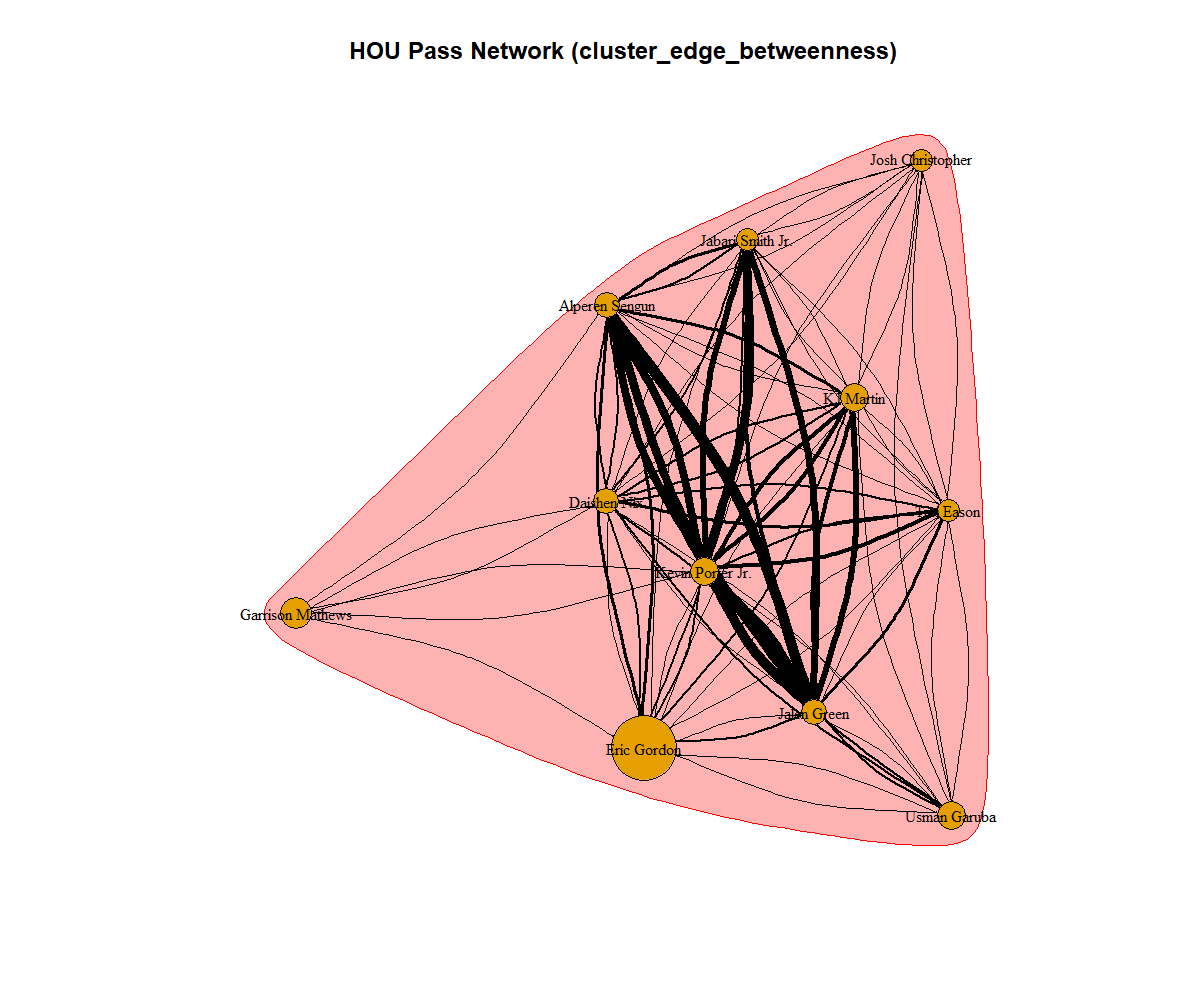 HOU Pass Network (cluster_edge_betweenness)
Josh Christopher
Jabari Smith Jr.
Alperen Sengun
Martin
Daishen Nix
Eason
Kevin Porter Jr.
Garrison Mathews
Jalen Green
Eric Gordon
Usman Garuba